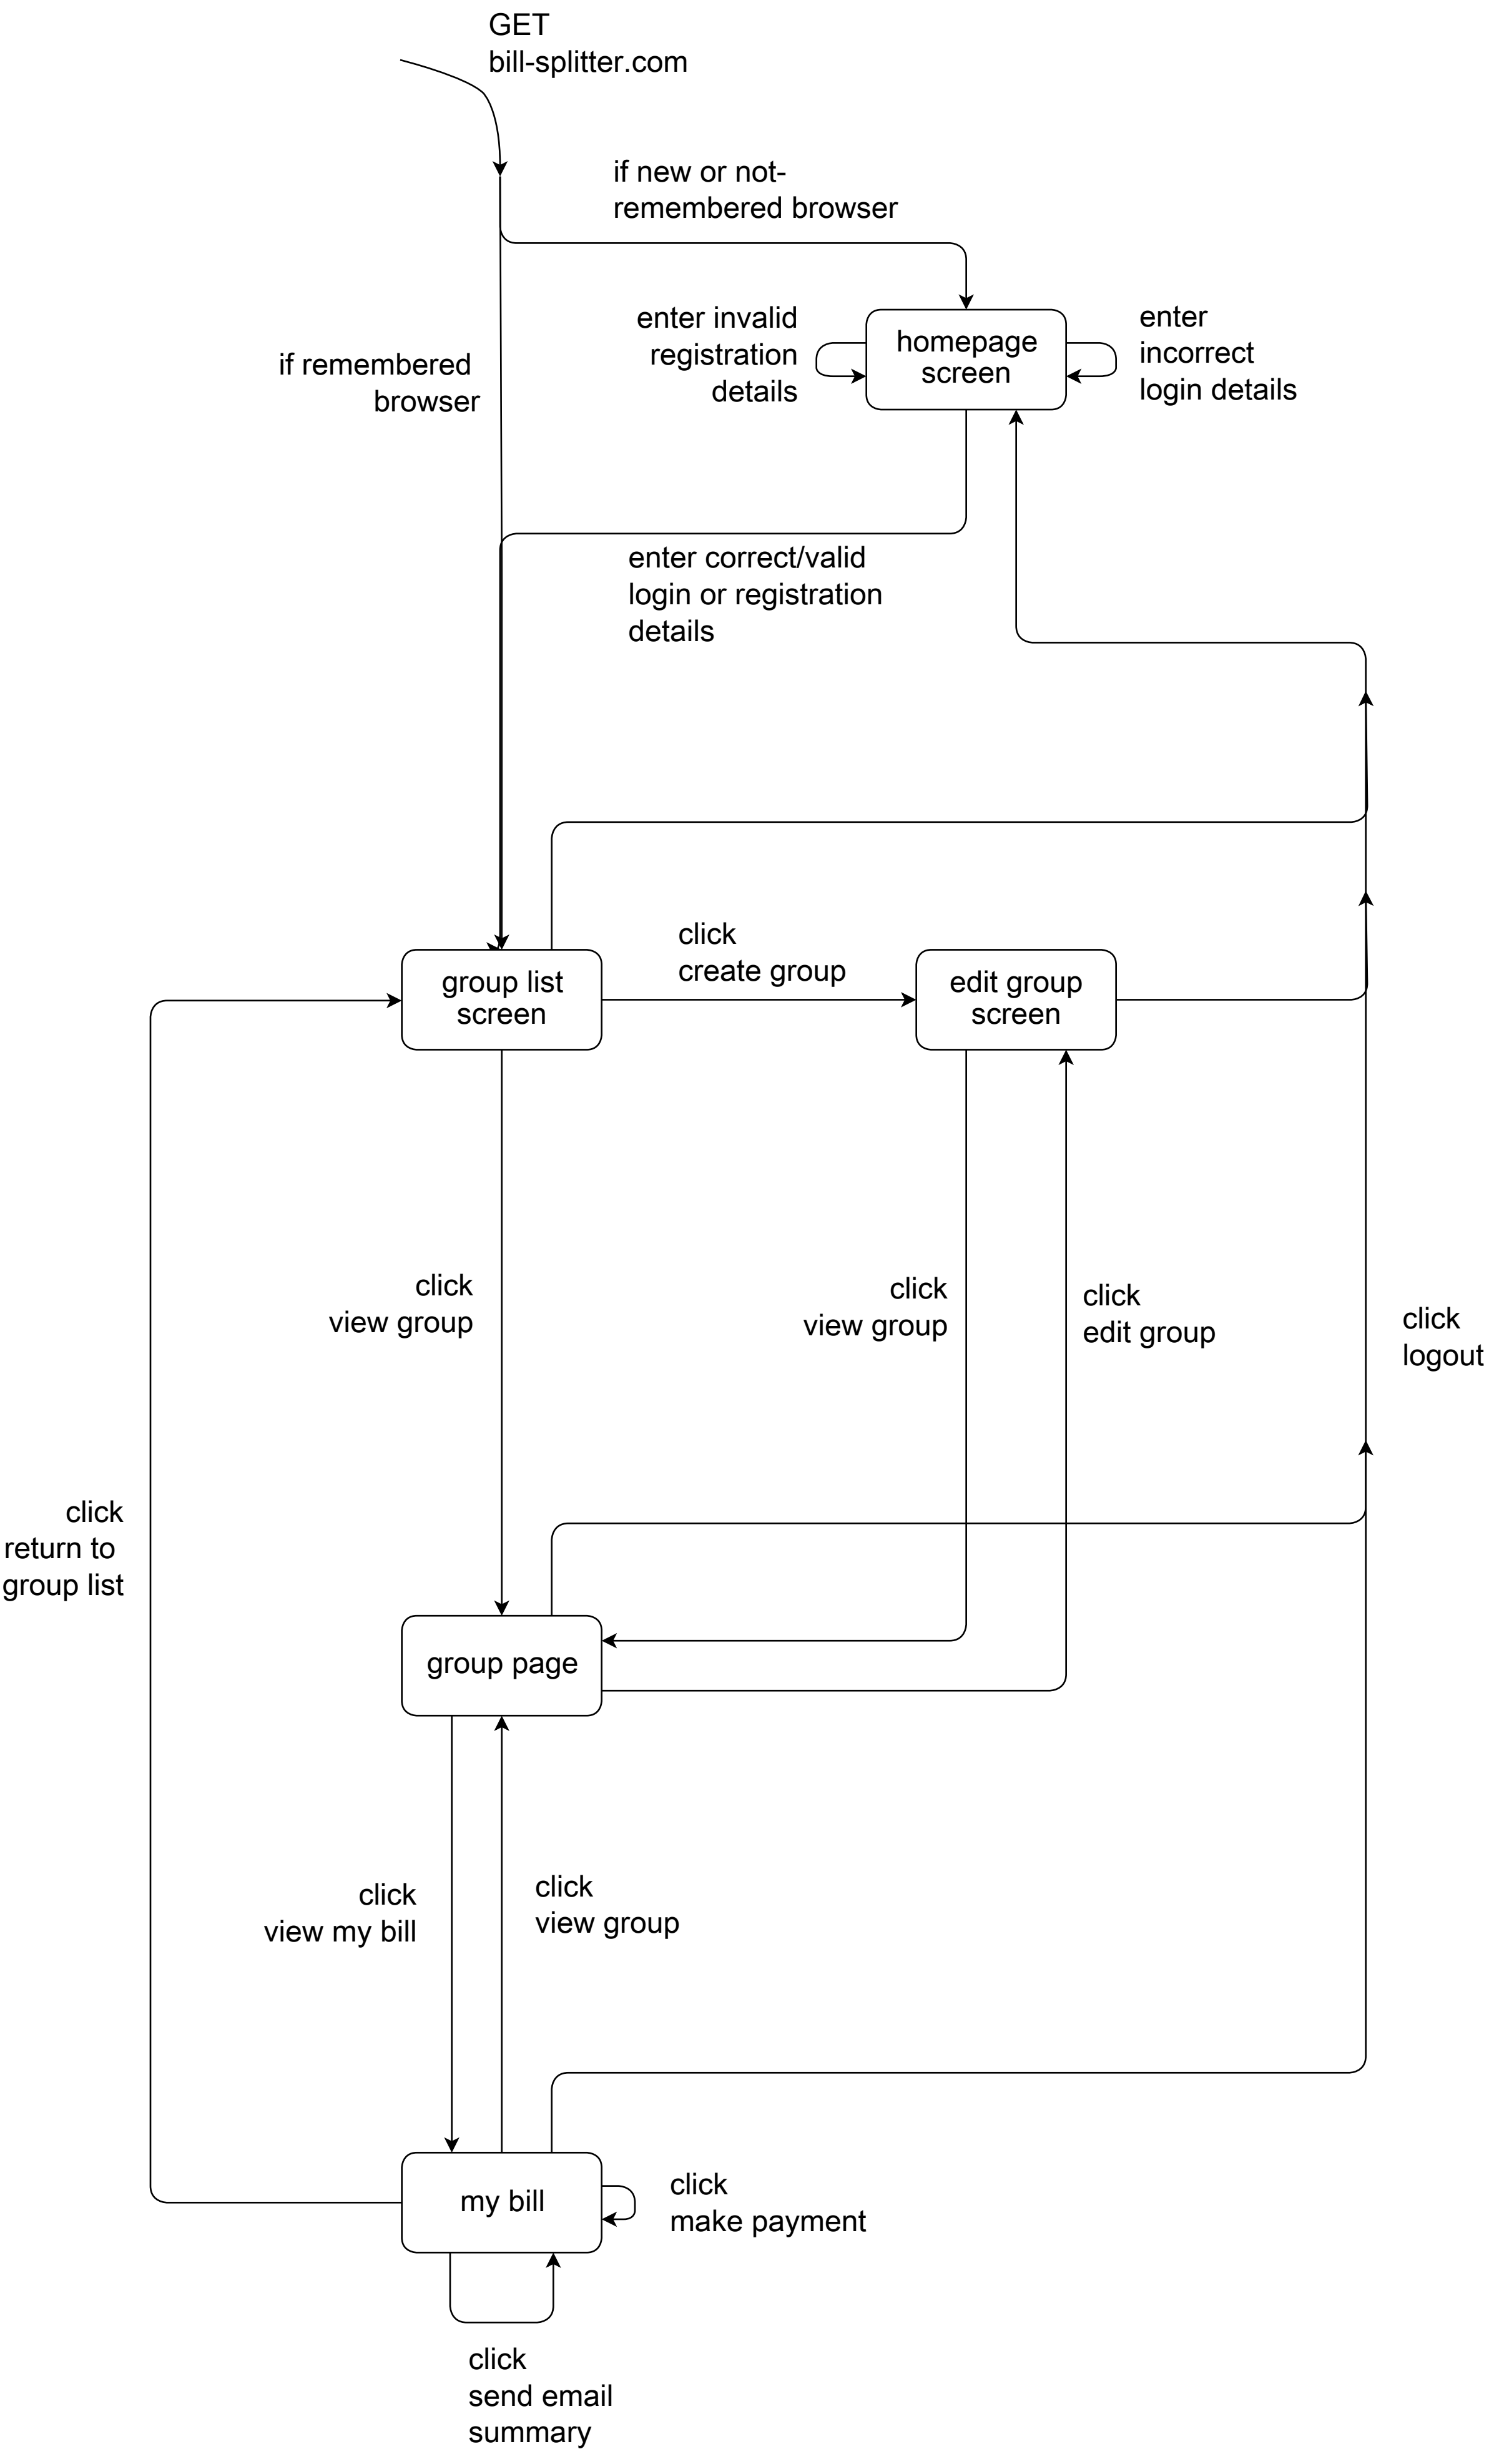 GET
bill-splitter.com
if new or not-
remembered browser
enter invalid
registration
details
homepage
screen
enter
incorrect
login details
if remembered
browser
enter correct/valid
login or registration
details
click
create group
group list
screen
edit group
screen
click
view group
click
view group
click
edit group
click
logout
click
return to
group list
group page
click
view my bill
click
view group
my bill
click
make payment
click
send email
summary